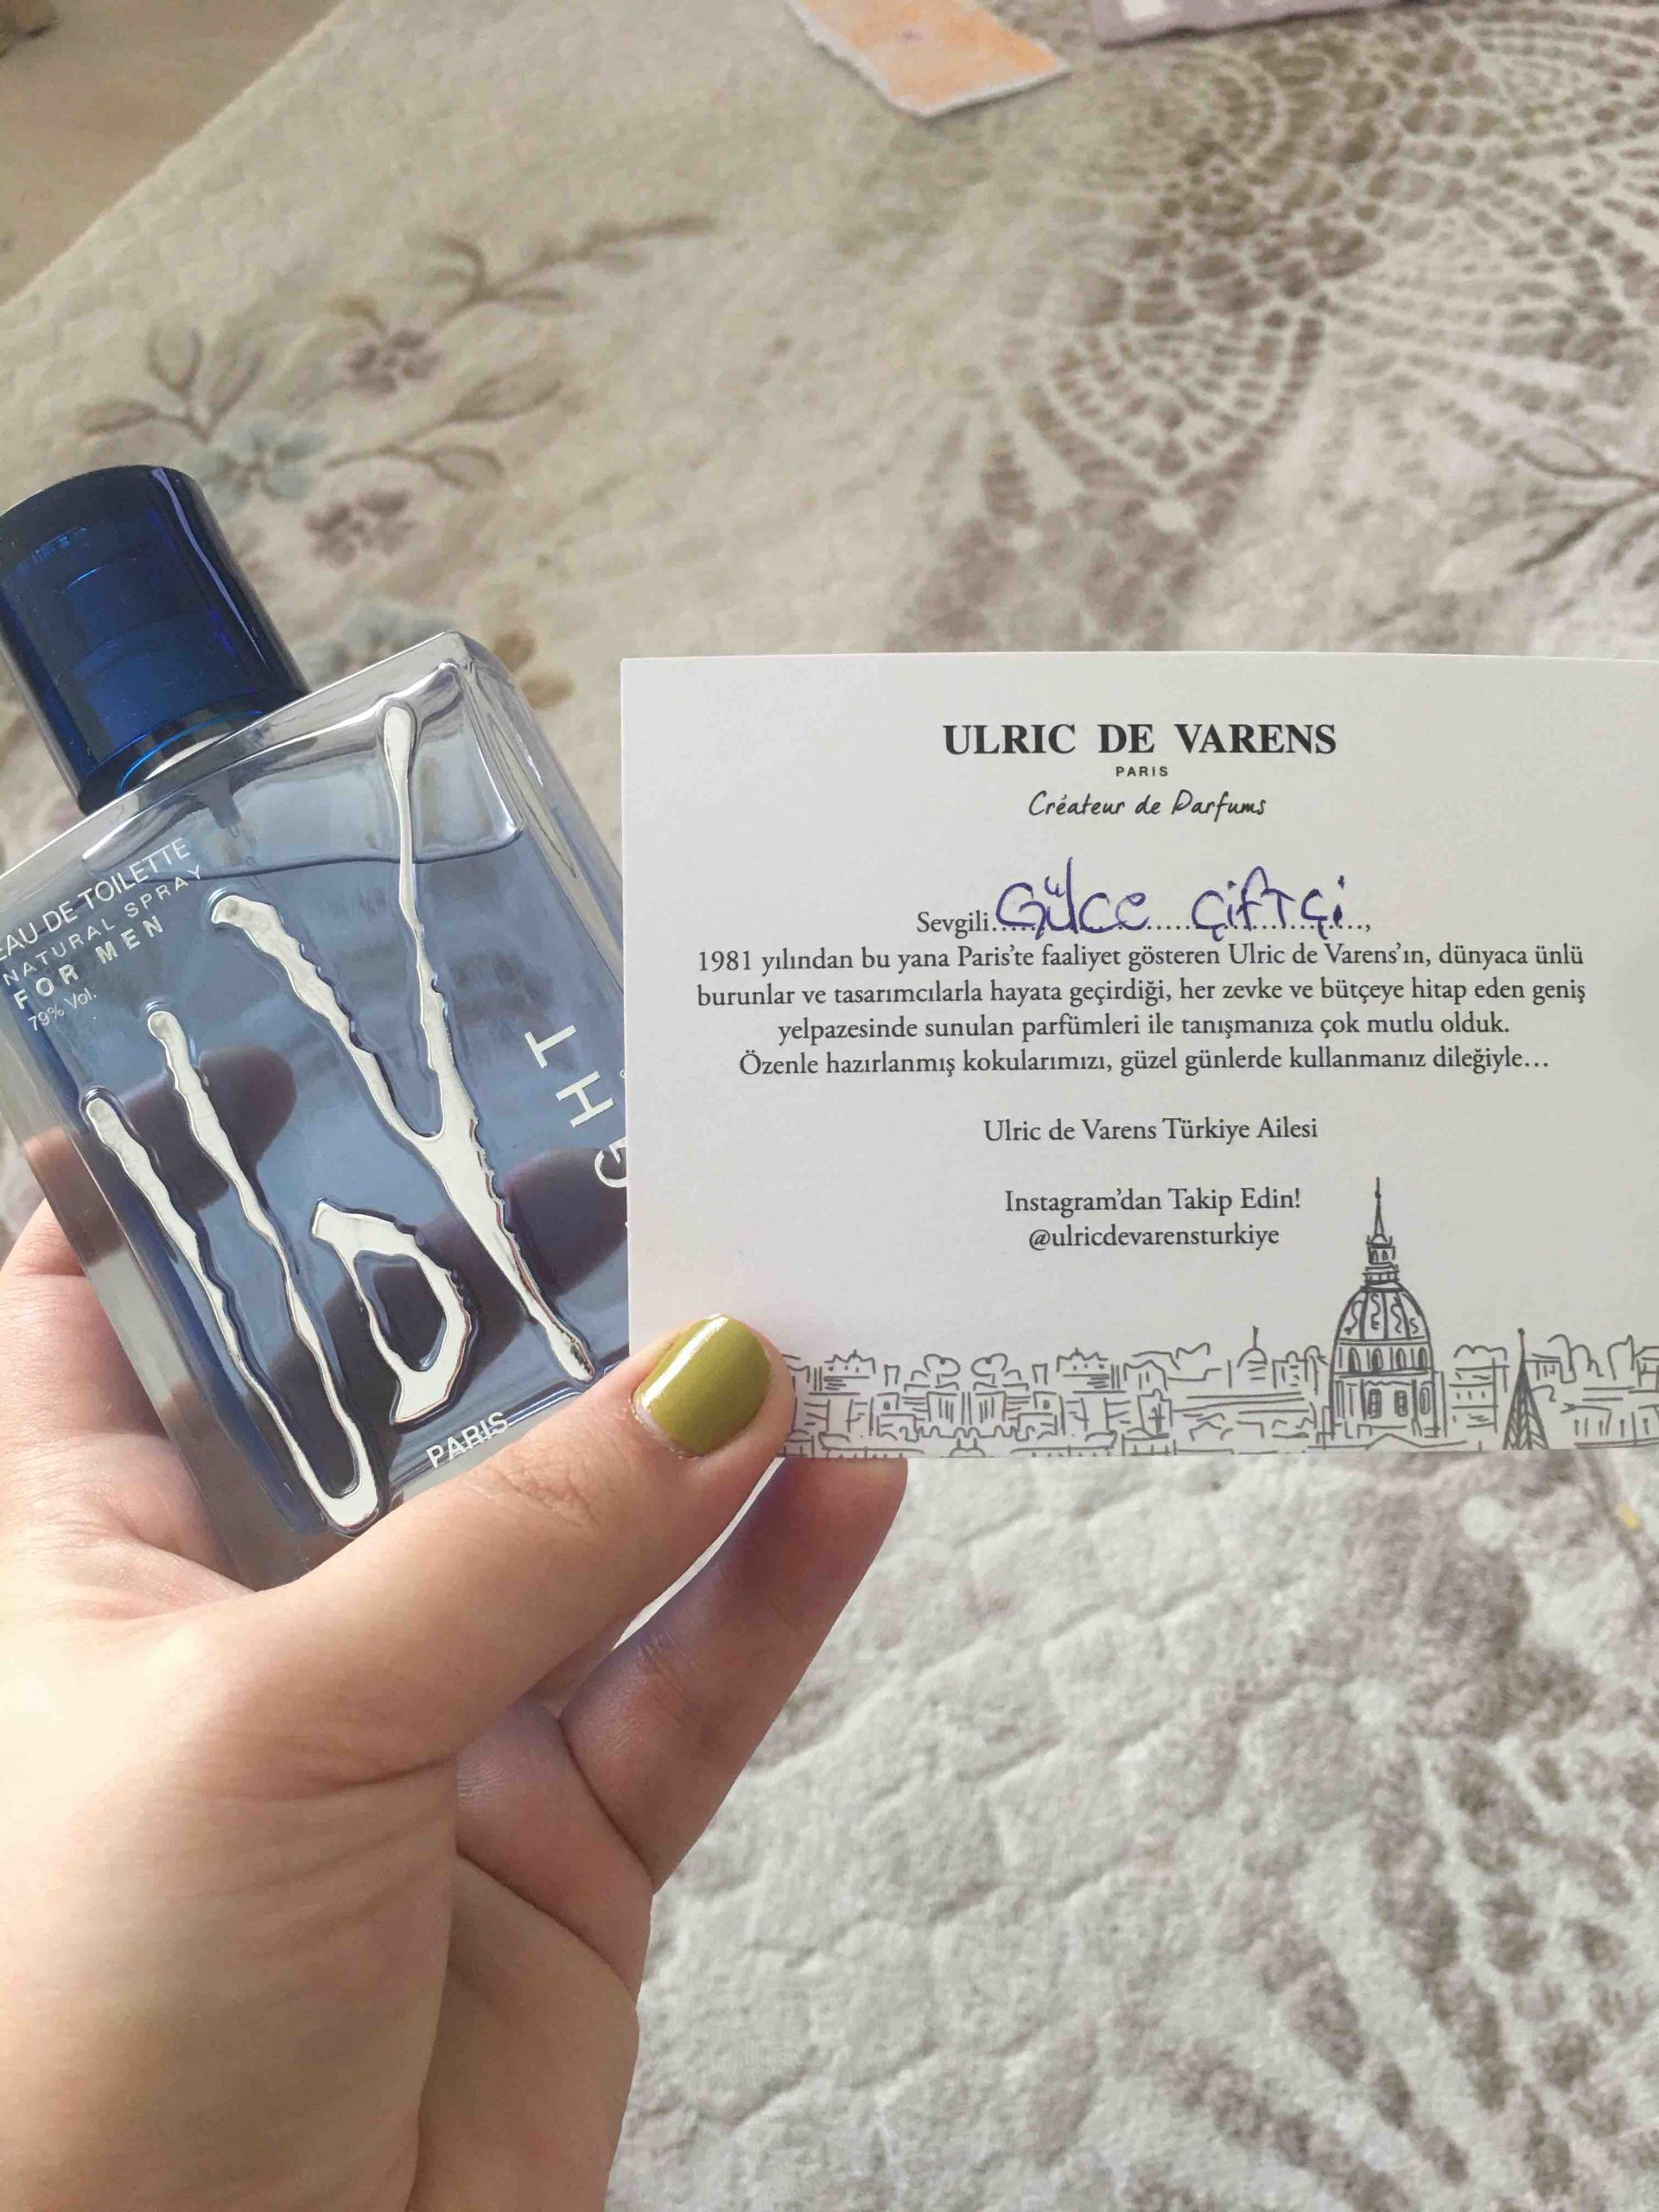 EAU DE TOILETTE
NATURAL SPRAY
FOR MEN
79% Vol.
PARIS
ULRIC DE VARENS
PARIS
Créateur de Parfums
Sevgili Gülce Çiftçi,
1981 yılından bu yana Paris'te faaliyet gösteren Ulric de Varens'ın, dünyaca ünlü
burunlar ve tasarımcılarla hayata geçirdiği, her zevke ve bütçeye hitap eden geniş
yelpazesinde sunulan parfümleri ile tanışmanıza çok mutlu olduk.
Özenle hazırlanmış kokularımızı, güzel günlerde kullanmanız dileğiyle...
Ulric de Varens Türkiye Ailesi
Instagram'dan Takip Edin!
@ulricdevarensturkiye